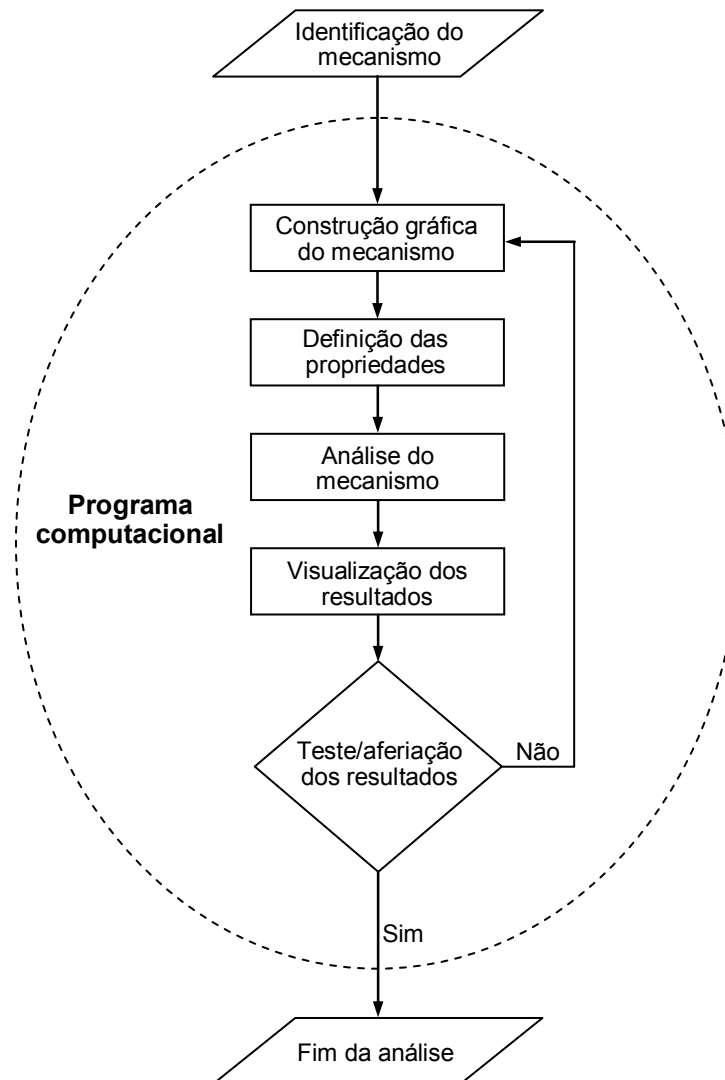 Identificação do
mecanismo
Construção gráfica
do mecanismo
Definição das
propriedades
Análise do
mecanismo
Programa
computacional
Visualização dos
resultados
Teste/aferiação
dos resultados
Não
Sim
Fim da análise